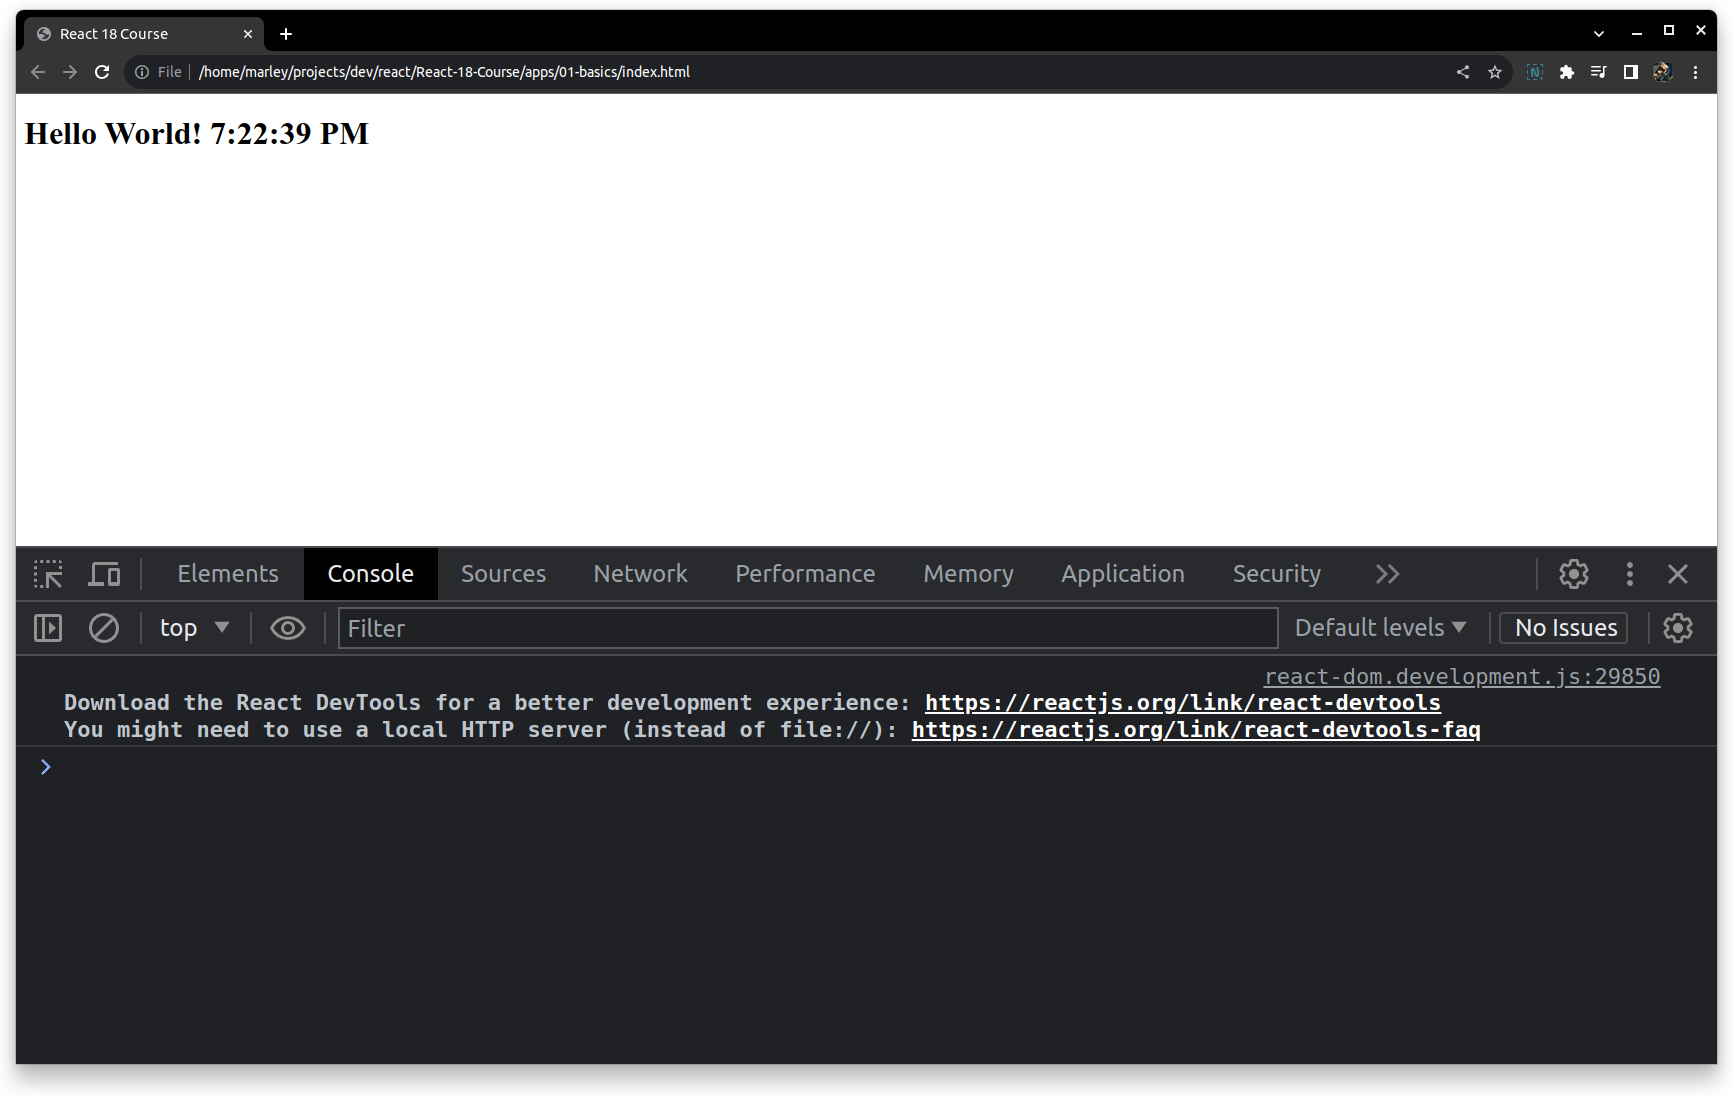 React 18 Course
File
/home/marley/projects/dev/react/React-18-Course/apps/01-basics/index.html
Hello World! 7:22:39 PM
Elements Console Sources Network Performance Memory Application Security
top Filter Default levels No Issues
react-dom.development.js:29850
Download the React DevTools for a better development experience: https://reactjs.org/link/react-devtools
You might need to use a local HTTP server (instead of file://): https://reactjs.org/link/react-devtools-faq